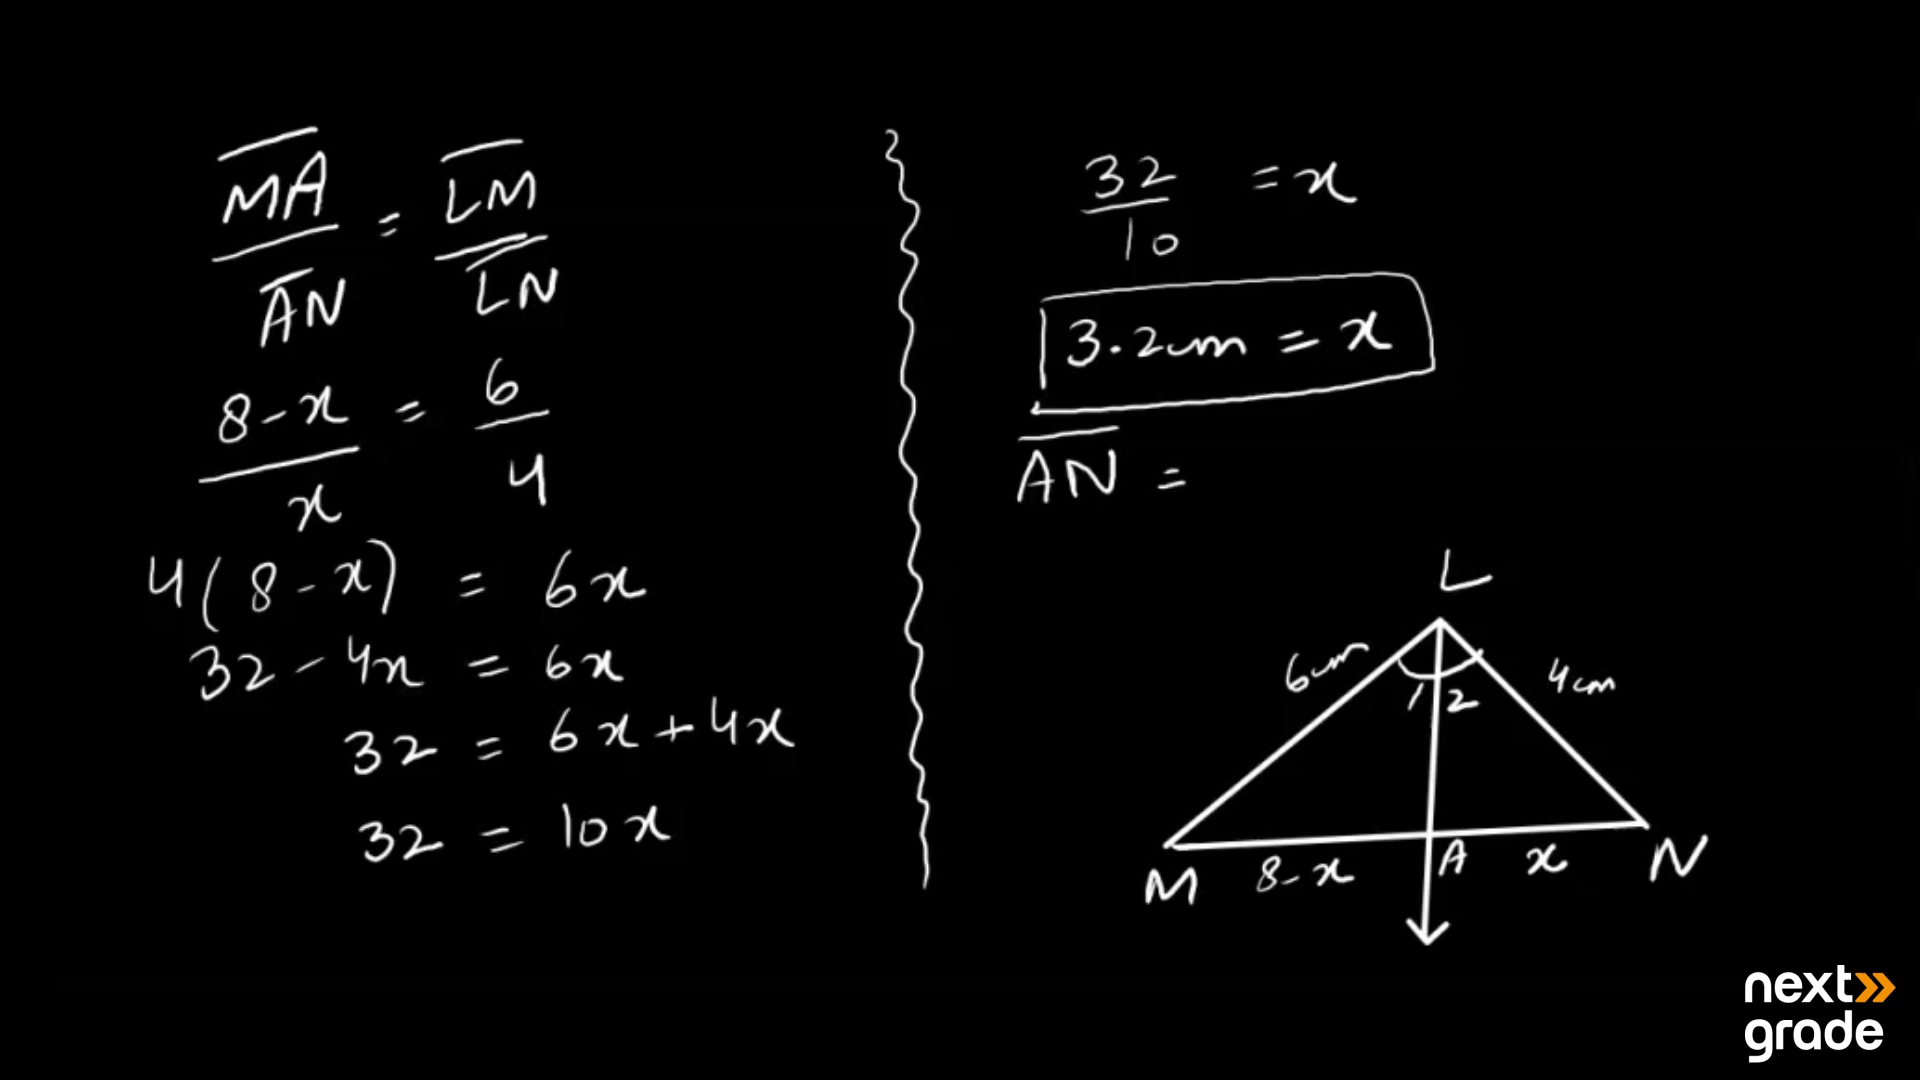 MA/AN = LM/LN
8-x/x = 6/4
4(8-x) = 6x
32-4x = 6x
32 = 6x+4x
32 = 10x
32/10 = x
3.2cm = x
AN =
L
6cm
4cm
1 2
M 8-x A x N
next
grade